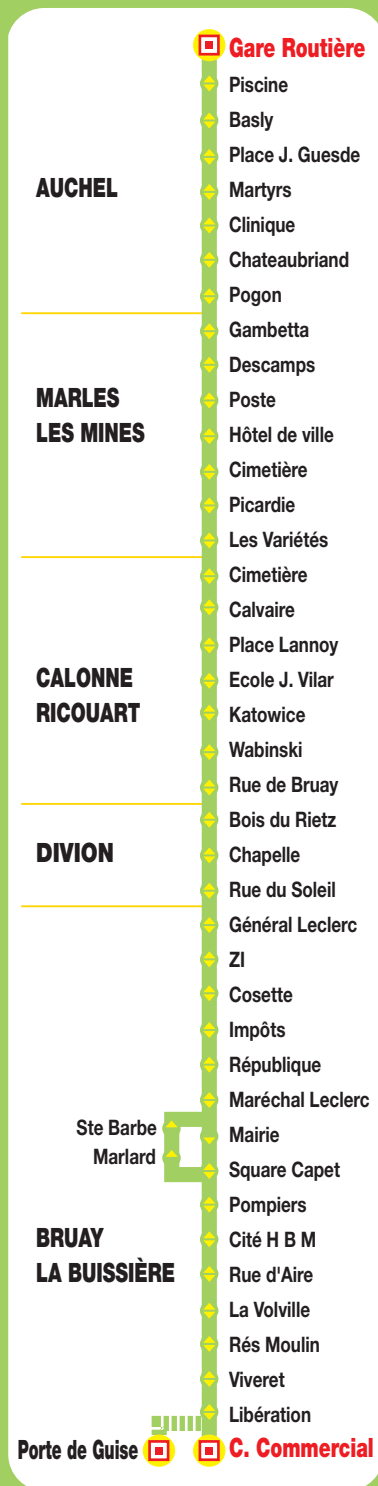 Gare Routière
Piscine
Basly
Place J. Guesde
AUCHEL
Martyrs
Clinique
Chateaubriand
Pogon
Gambetta
Descamps
MARLES
LES MINES
Poste
Hôtel de ville
Cimetière
Picardie
Les Variétés
Cimetière
Calvaire
Place Lannoy
CALONNE
RICOUART
Ecole J. Vilar
Katowice
Wabinski
Rue de Bruay
Bois du Rietz
DIVION
Chapelle
Rue du Soleil
Général Leclerc
ZI
Cosette
Impôts
République
Maréchal Leclerc
Ste Barbe
Mairie
Marlard
Square Capet
Pompiers
BRUAY
LA BUISSIÈRE
Cité H B M
Rue d'Aire
La Volville
Rés Moulin
Viveret
Libération
Porte de Guise
C. Commercial